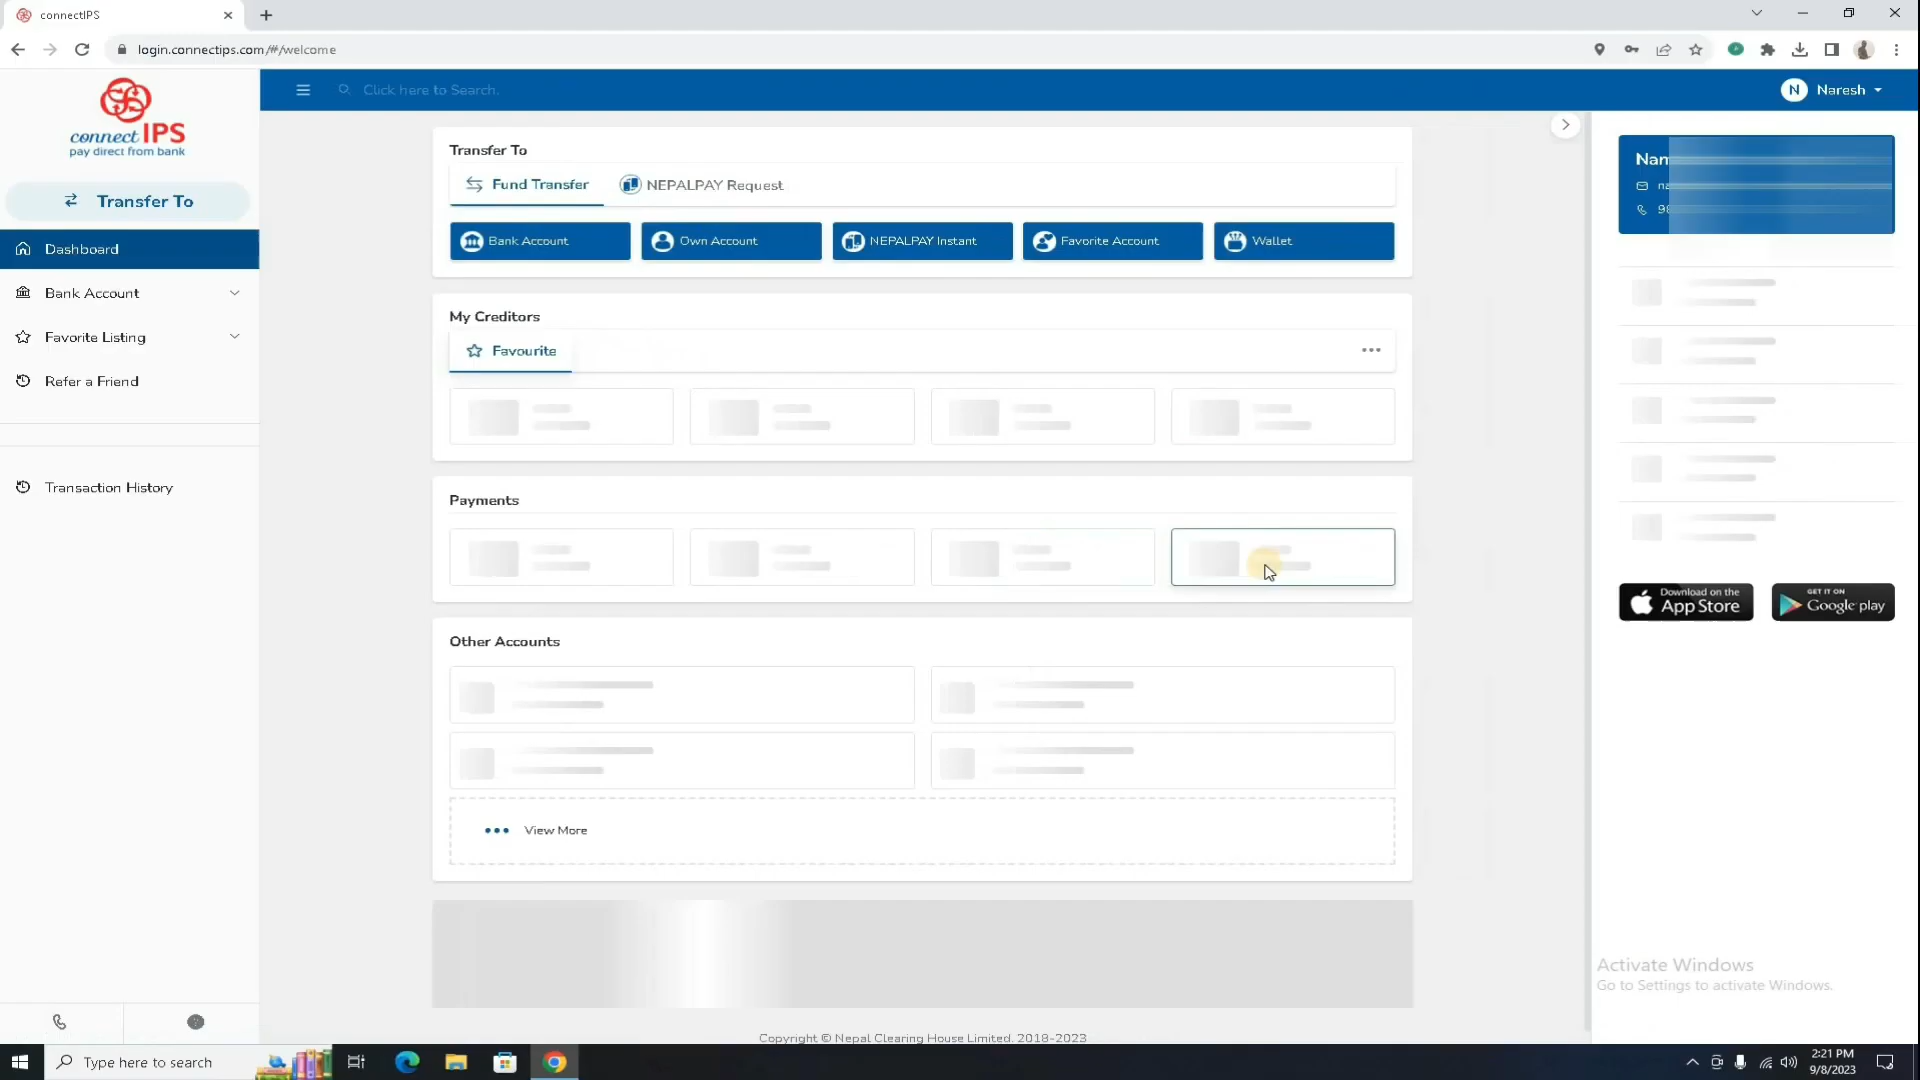 connectIPS
login.connectips.com/#/welcome
connect IPS
pay direct from bank
Click here to Search.
N Naresh
Transfer To
Dashboard
Bank Account
Favorite Listing
Refer a Friend
Transaction History
Transfer To
Fund Transfer
NEPALPAY Request
Bank Account
Own Account
NEPALPAY Instant
Favorite Account
Wallet
My Creditors
Favourite
Payments
Other Accounts
View More
Copyright © Nepal Clearing House Limited. 2018-2023
Download on the
App Store
GET IT ON
Google play
Activate Windows
Go to Settings to activate Windows.
Type here to search
2:21 PM
9/8/2023